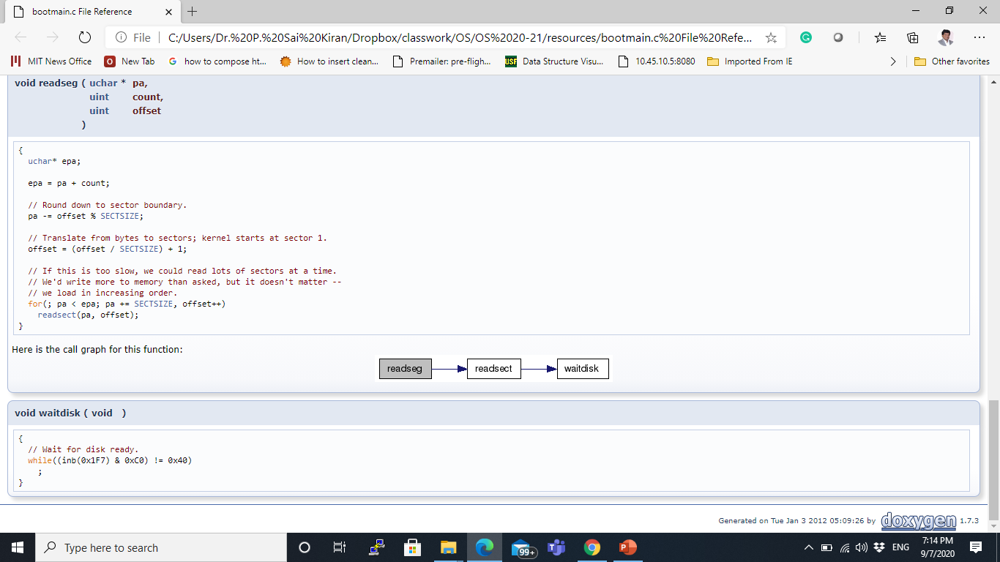 bootmain.c File Reference
File
C:/Users/Dr.%20P.%20Sai%20Kiran/Dropbox/classwork/OS/OS%2020-21/resources/bootmain.c%20File%20Refe...
MIT News Office
New Tab
how to compose ht...
How to insert clean...
Premailer: pre-fligh...
USF
Data Structure Visu...
10.45.10.5:8080
Imported From IE
Other favorites
void readseg ( uchar * pa,
uint count,
uint offset
)
{
uchar* epa;
epa = pa + count;
// Round down to sector boundary.
pa -= offset % SECTSIZE;
// Translate from bytes to sectors; kernel starts at sector 1.
offset = (offset / SECTSIZE) + 1;
// If this is too slow, we could read lots of sectors at a time.
// We'd write more to memory than asked, but it doesn't matter --
// we load in increasing order.
for(; pa < epa; pa += SECTSIZE, offset++)
readsect(pa, offset);
}
Here is the call graph for this function:
readseg
readsect
waitdisk
void waitdisk ( void )
{
// Wait for disk ready.
while((inb(0x1F7) & 0xC0) != 0x40)
;
}
Generated on Tue Jan 3 2012 05:09:26 by doxygen 1.7.3
Type here to search
99+
ENG
7:14 PM
9/7/2020